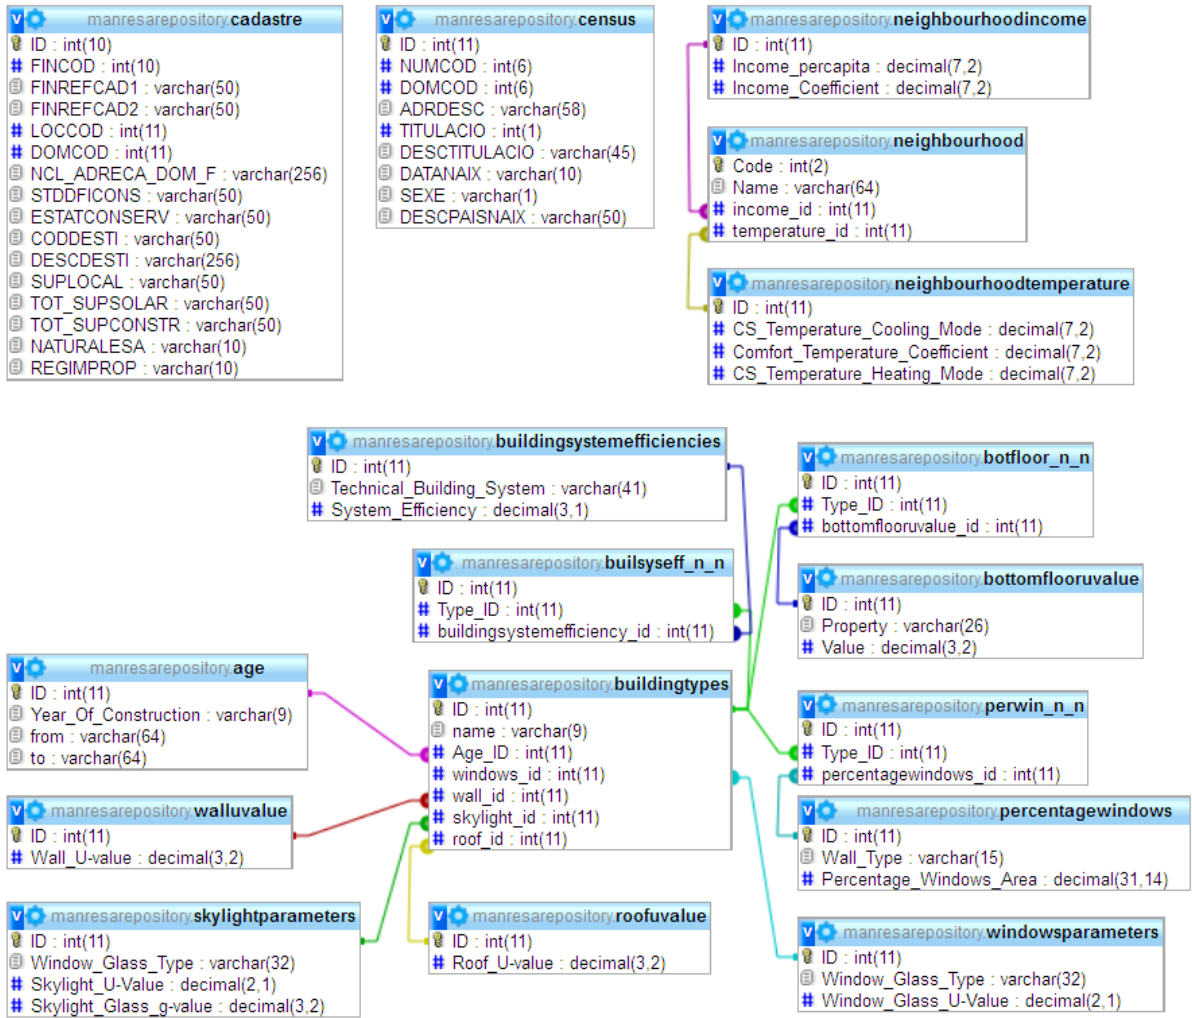 manresarepository.cadastre
ID : int(10)
FINCOD : int(10)
FINREFCAD1 : varchar(50)
FINREFCAD2 : varchar(50)
LOCCOD : int(11)
DOMCOD : int(11)
NCL_ADRECA_DOM_F : varchar(256)
STDDFICONS : varchar(50)
ESTATCONSERV : varchar(50)
CODDESTI : varchar(50)
DESCDESTI : varchar(256)
SUPLOCAL : varchar(50)
TOT_SUPSOLAR : varchar(50)
TOT_SUPCONSTR : varchar(50)
NATURALESA : varchar(10)
REGIMPROP : varchar(10)
manresarepository.census
ID : int(11)
NUMCOD : int(6)
DOMCOD : int(6)
ADRDESC : varchar(58)
TITULACIO : int(1)
DESCTITULACIO : varchar(45)
DATANAIX : varchar(10)
SEXE : varchar(1)
DESCPAISNAIX : varchar(50)
manresarepository.neighbourhoodincome
ID : int(11)
Income_percapita : decimal(7,2)
Income_Coefficient : decimal(7,2)
manresarepository.neighbourhood
Code : int(2)
Name : varchar(64)
income_id : int(11)
temperature_id : int(11)
manresarepository.neighbourhoodtemperature
ID : int(11)
CS_Temperature_Cooling_Mode : decimal(7,2)
Comfort_Temperature_Coefficient : decimal(7,2)
CS_Temperature_Heating_Mode : decimal(7,2)
manresarepository.buildingsystemefficiencies
ID : int(11)
Technical_Building_System : varchar(41)
System_Efficiency : decimal(3,1)
manresarepository.builsyseff_n_n
ID : int(11)
Type_ID : int(11)
buildingsystemefficiency_id : int(11)
manresarepository.botfloor_n_n
ID : int(11)
Type_ID : int(11)
bottomflooruvalue_id : int(11)
manresarepository.bottomflooruvalue
ID : int(11)
Property : varchar(26)
Value : decimal(3,2)
manresarepository.age
ID : int(11)
Year_Of_Construction : varchar(9)
from : varchar(64)
to : varchar(64)
manresarepository.buildingtypes
ID : int(11)
name : varchar(9)
Age_ID : int(11)
windows_id : int(11)
wall_id : int(11)
skylight_id : int(11)
roof_id : int(11)
manresarepository.perwin_n_n
ID : int(11)
Type_ID : int(11)
percentagewindows_id : int(11)
manresarepository.walluvalue
ID : int(11)
Wall_U-value : decimal(3,2)
manresarepository.percentagewindows
ID : int(11)
Wall_Type : varchar(15)
Percentage_Windows_Area : decimal(31,14)
manresarepository.skylightparameters
ID : int(11)
Window_Glass_Type : varchar(32)
Skylight_U-Value : decimal(2,1)
Skylight_Glass_g-value : decimal(3,2)
manresarepository.roofuvalue
ID : int(11)
Roof_U-value : decimal(3,2)
manresarepository.windowsparameters
ID : int(11)
Window_Glass_Type : varchar(32)
Window_Glass_U-Value : decimal(2,1)